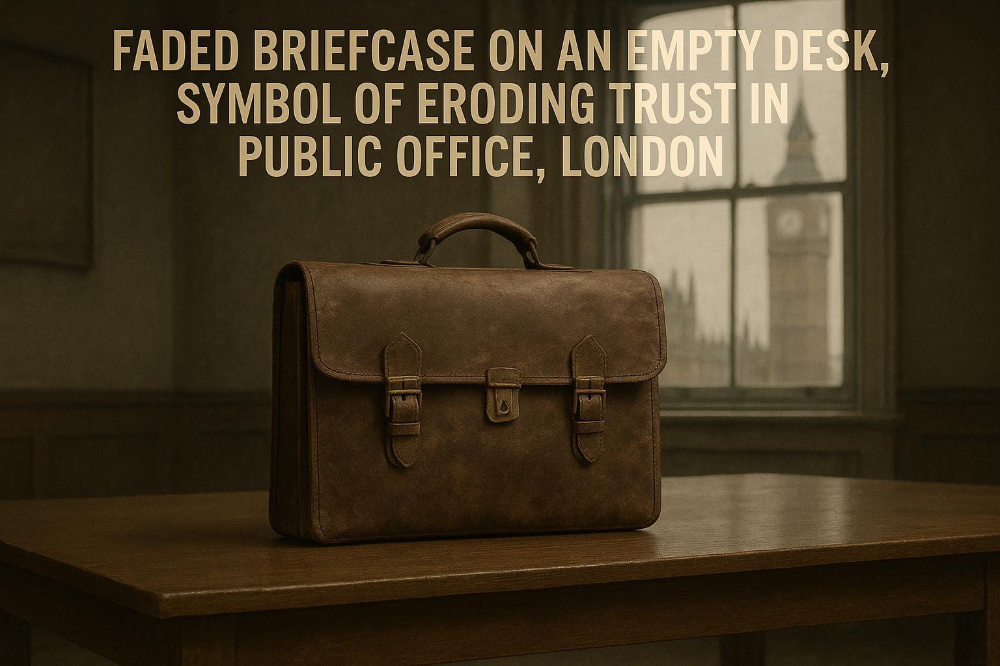 FADED BRIEFCASE ON AN EMPTY DESK,
SYMBOL OF ERODING TRUST IN
PUBLIC OFFICE, LONDON